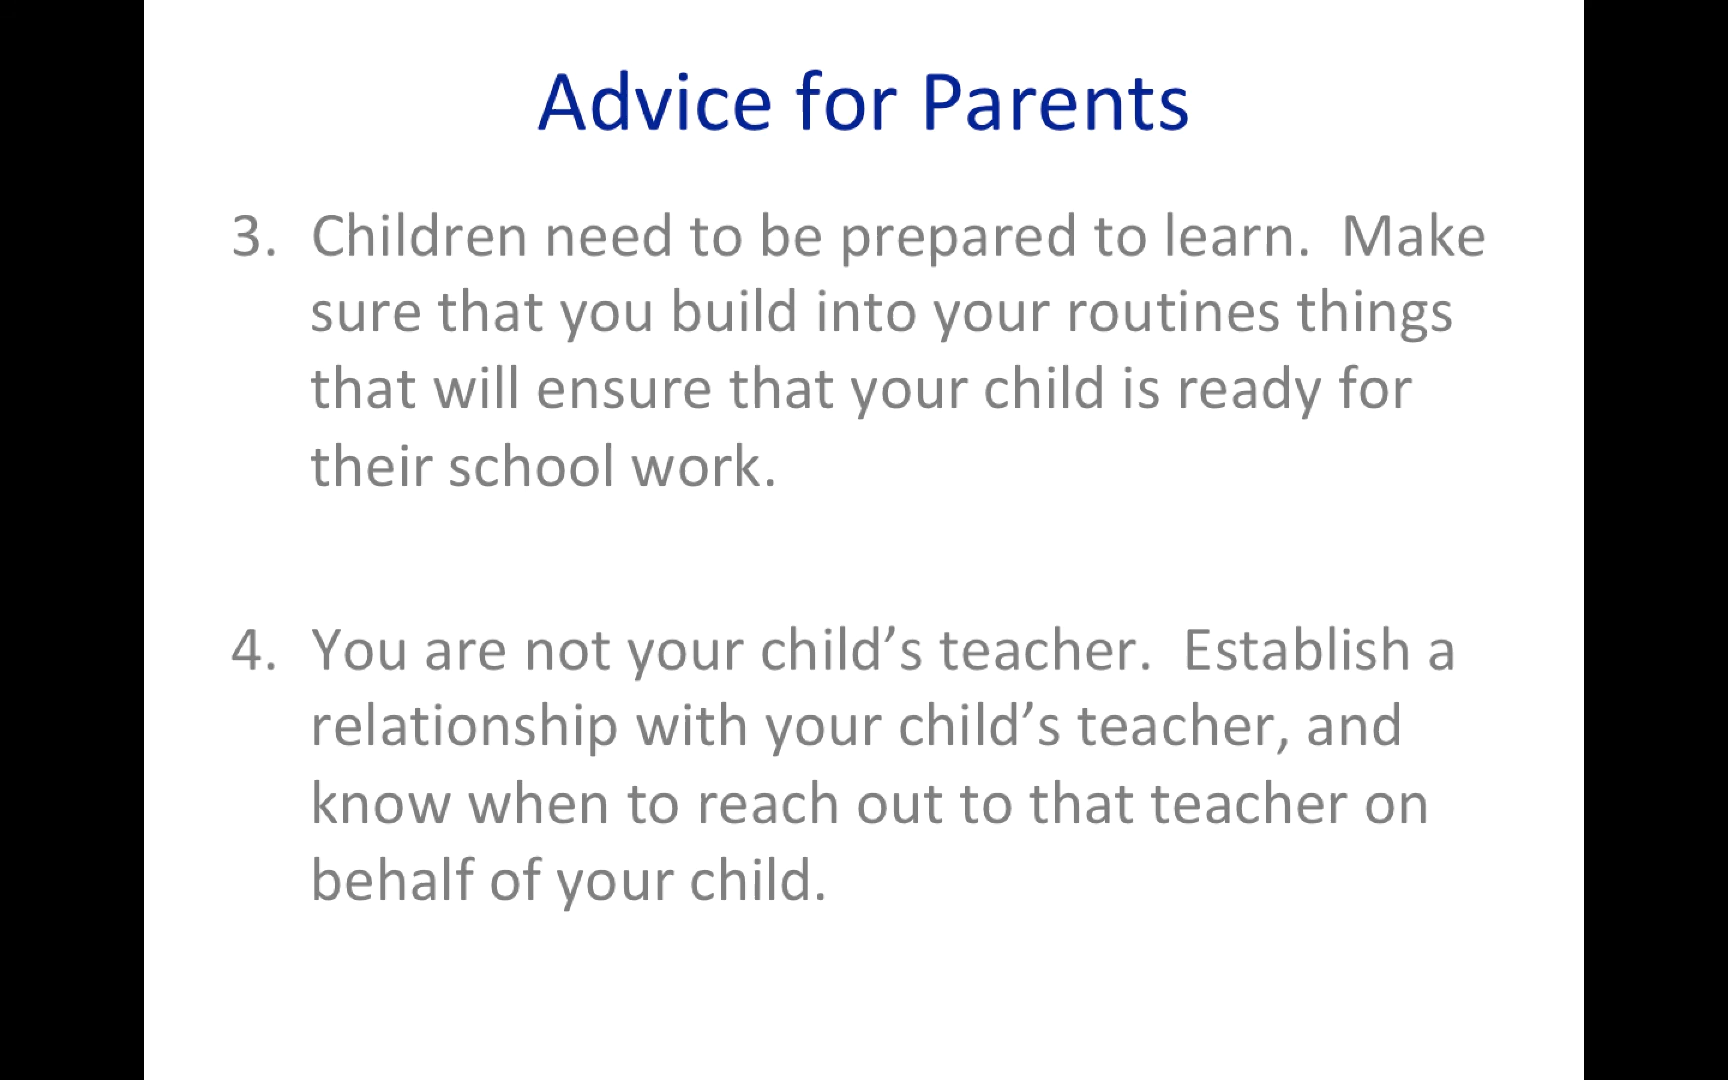 Advice for Parents
3. Children need to be prepared to learn.  Make
sure that you build into your routines things
that will ensure that your child is ready for
their school work.
4. You are not your child’s teacher.  Establish a
relationship with your child’s teacher, and
know when to reach out to that teacher on
behalf of your child.